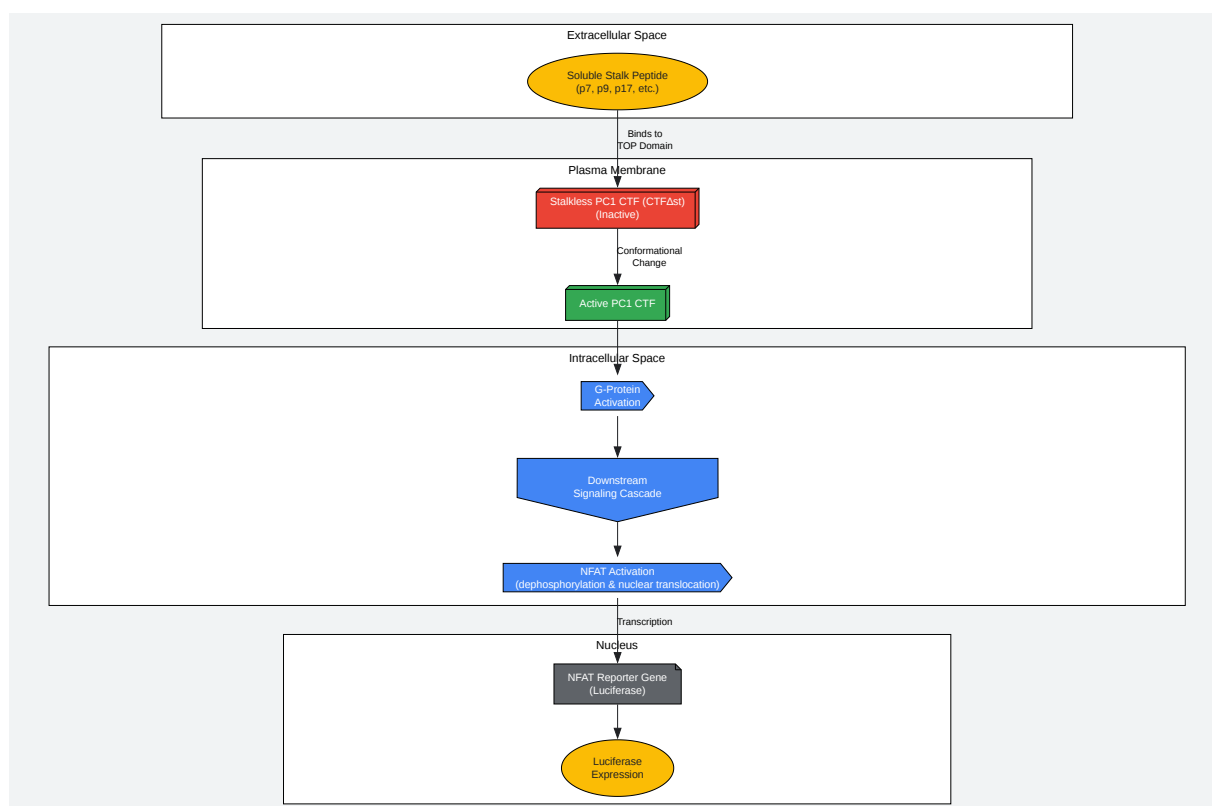 Extracellular Space
Soluble Stalk Peptide
(p7, p9, p17, etc.)
Binds to
TOP Domain
Plasma Membrane
Stalkless PC1 CTF (CTFΔst)
(Inactive)
Conformational
Change
Active PC1 CTF
Intracellular Space
G-Protein
Activation
Downstream
Signaling Cascade
NFAT Activation
(dephosphorylation & nuclear translocation)
Transcription
Nucleus
NFAT Reporter Gene
(Luciferase)
Luciferase
Expression